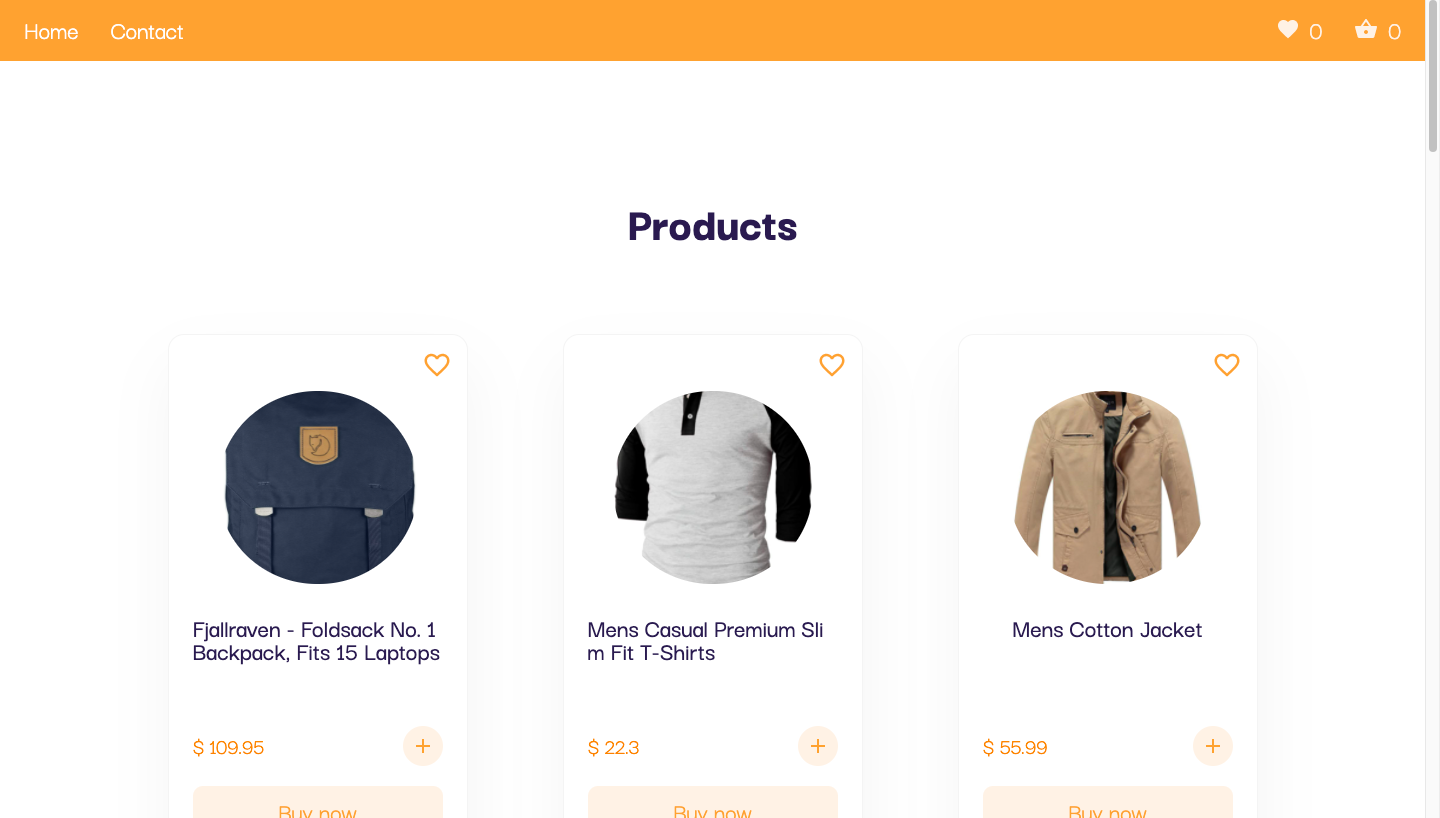 Home Contact 0 0
Products
Fjallraven - Foldsack No. 1
Backpack, Fits 15 Laptops
Mens Casual Premium Sli
m Fit T-Shirts
Mens Cotton Jacket
$ 109.95 +
$ 22.3 +
$ 55.99 +
Buy now
Buy now
Buy now